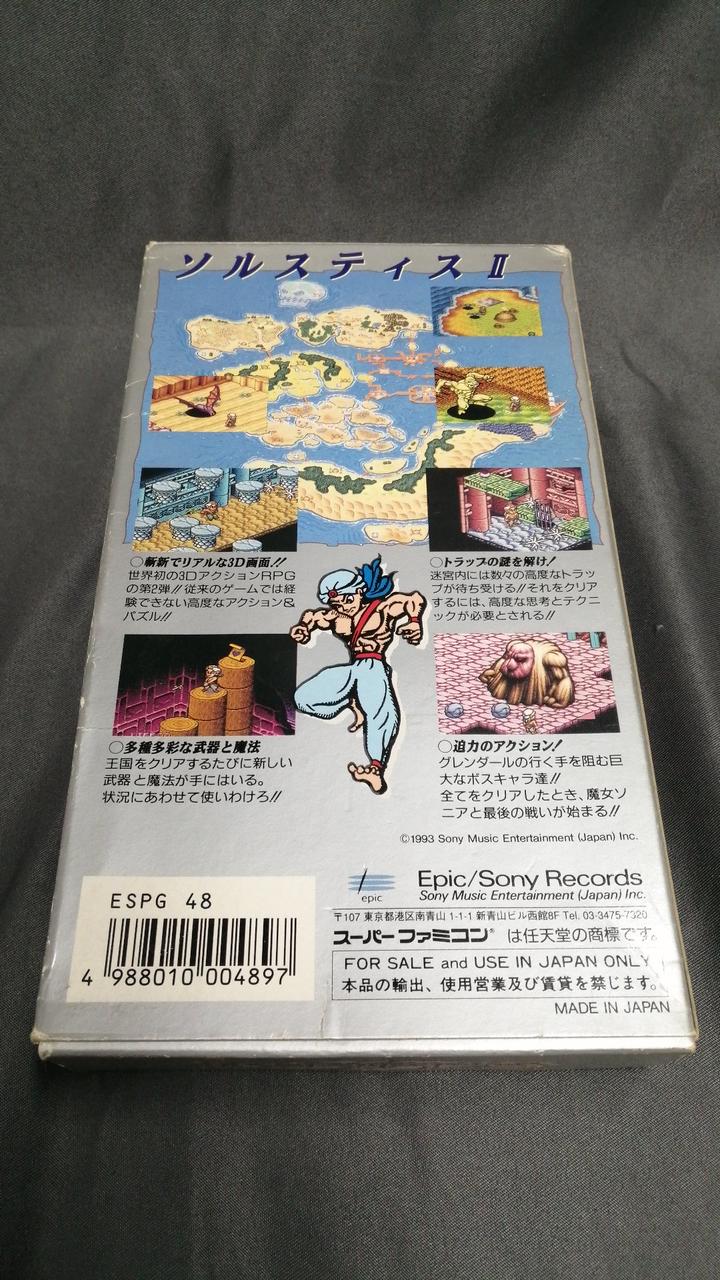 ソルスティスⅡ
○斬新でリアルな3D画面!!
世界初の3DアクションRPG
の第2弾!!従来のゲームでは経
験できない高度なアクション&
パズル!!
○トラップの謎を解け!
迷宮内には数々の高度なトラッ
プが待ち受ける!!それをクリア
するには、高度な思考とテクニ
ックが必要とされる!!
○多種多彩な武器と魔法
王国をクリアするたびに新しい
武器と魔法が手にはいる。
状況にあわせて使いわけろ!!
○迫力のアクション!
グレンダールの行く手を阻む巨
大なボスキャラ達!!
全てをクリアしたとき、魔女ソ
ニアと最後の戦いが始まる!!
©1993 Sony Music Entertainment (Japan) Inc.
epic
Epic/Sony Records
Sony Music Entertainment (Japan) Inc.
〒107 東京都港区南青山 1-1-1 新青山ビル西館8F Tel. 03-3475-7320
スーパーファミコン® は任天堂の商標です。
FOR SALE and USE IN JAPAN ONLY
本品の輸出、使用営業及び賃貸を禁じます。
MADE IN JAPAN
ESPG 48
4 988010 004897